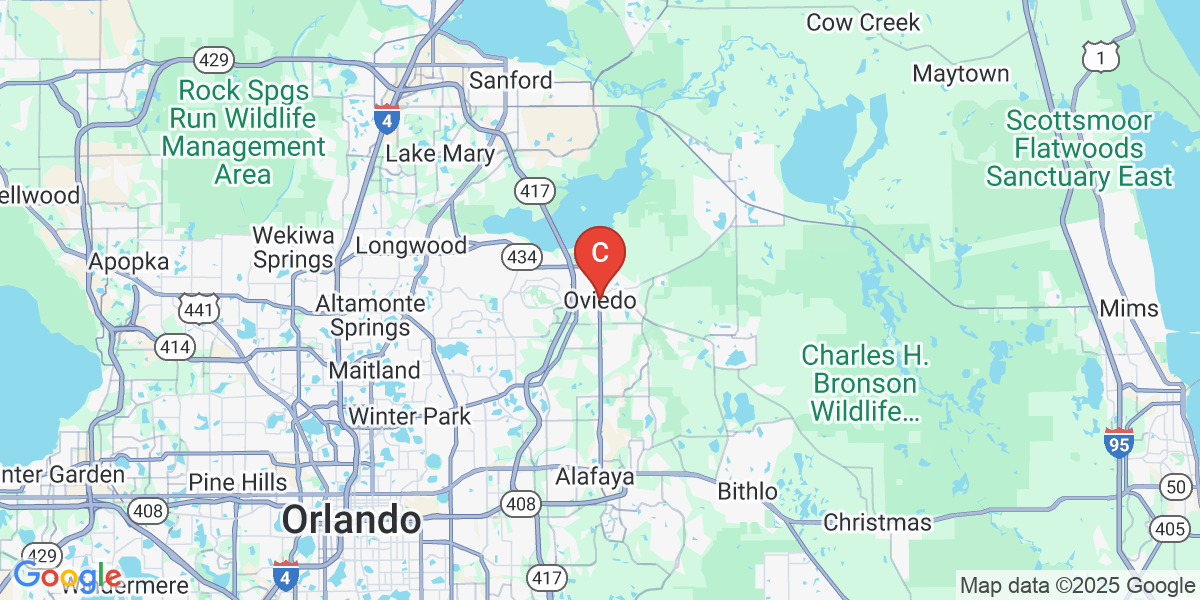 Cow Creek
429
1
Maytown
Sanford
Rock Spgs
Run Wildlife
Management
Area
4
Scottsmoor
Flatwoods
Sanctuary East
Lake Mary
417
ellwood
Wekiwa
Springs
Longwood
434
C
Apopka
Oviedo
441
Altamonte
Springs
Mims
414
Maitland
Charles H.
Bronson
Wildlife...
Winter Park
95
nter Garden
Pine Hills
Alafaya
Bithlo
50
408
408
Orlando
Christmas
405
429
4
417
Google
Windermere
Map data ©2025 Google